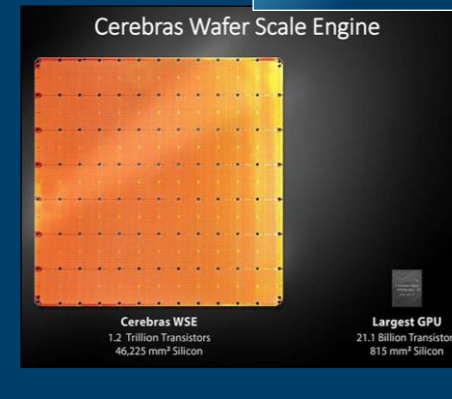 Cerebras Wafer Scale Engine
Cerebras WSE
1.2 Trillion Transistors
46,225 mm² Silicon
Largest GPU
21.1 Billion Transistor
815 mm² Silicon